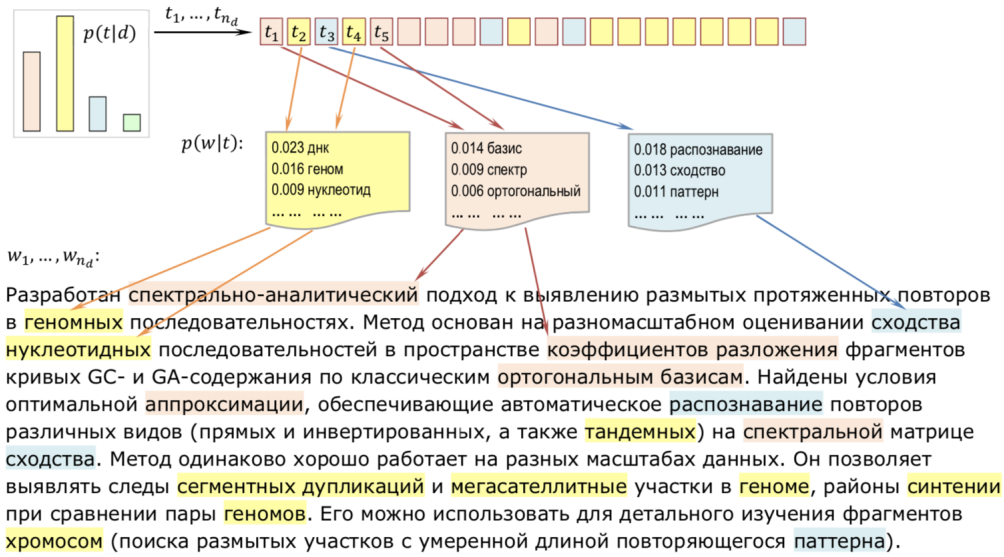 p(t|d)
t₁, ..., t_{n_d}
t₁ t₂ t₃ t₄ t₅
p(w|t):
0.023 днк
0.016 геном
0.009 нуклеотид
... ... ... ...
0.014 базис
0.009 спектр
0.006 ортогональный
... ... ... ...
0.018 распознавание
0.013 сходство
0.011 паттерн
... ... ... ...
w₁, ..., w_{n_d}:
Разработан спектрально-аналитический подход к выявлению размытых протяженных повторов
в геномных последовательностях. Метод основан на разномасштабном оценивании сходства
нуклеотидных последовательностей в пространстве коэффициентов разложения фрагментов
кривых GC- и GA-содержания по классическим ортогональным базисам. Найдены условия
оптимальной аппроксимации, обеспечивающие автоматическое распознавание повторов
различных видов (прямых и инвертированных, а также тандемных) на спектральной матрице
сходства. Метод одинаково хорошо работает на разных масштабах данных. Он позволяет
выявлять следы сегментных дупликаций и мегасателлитные участки в геноме, районы синтении
при сравнении пары геномов. Его можно использовать для детального изучения фрагментов
хромосом (поиска размытых участков с умеренной длиной повторяющегося паттерна).